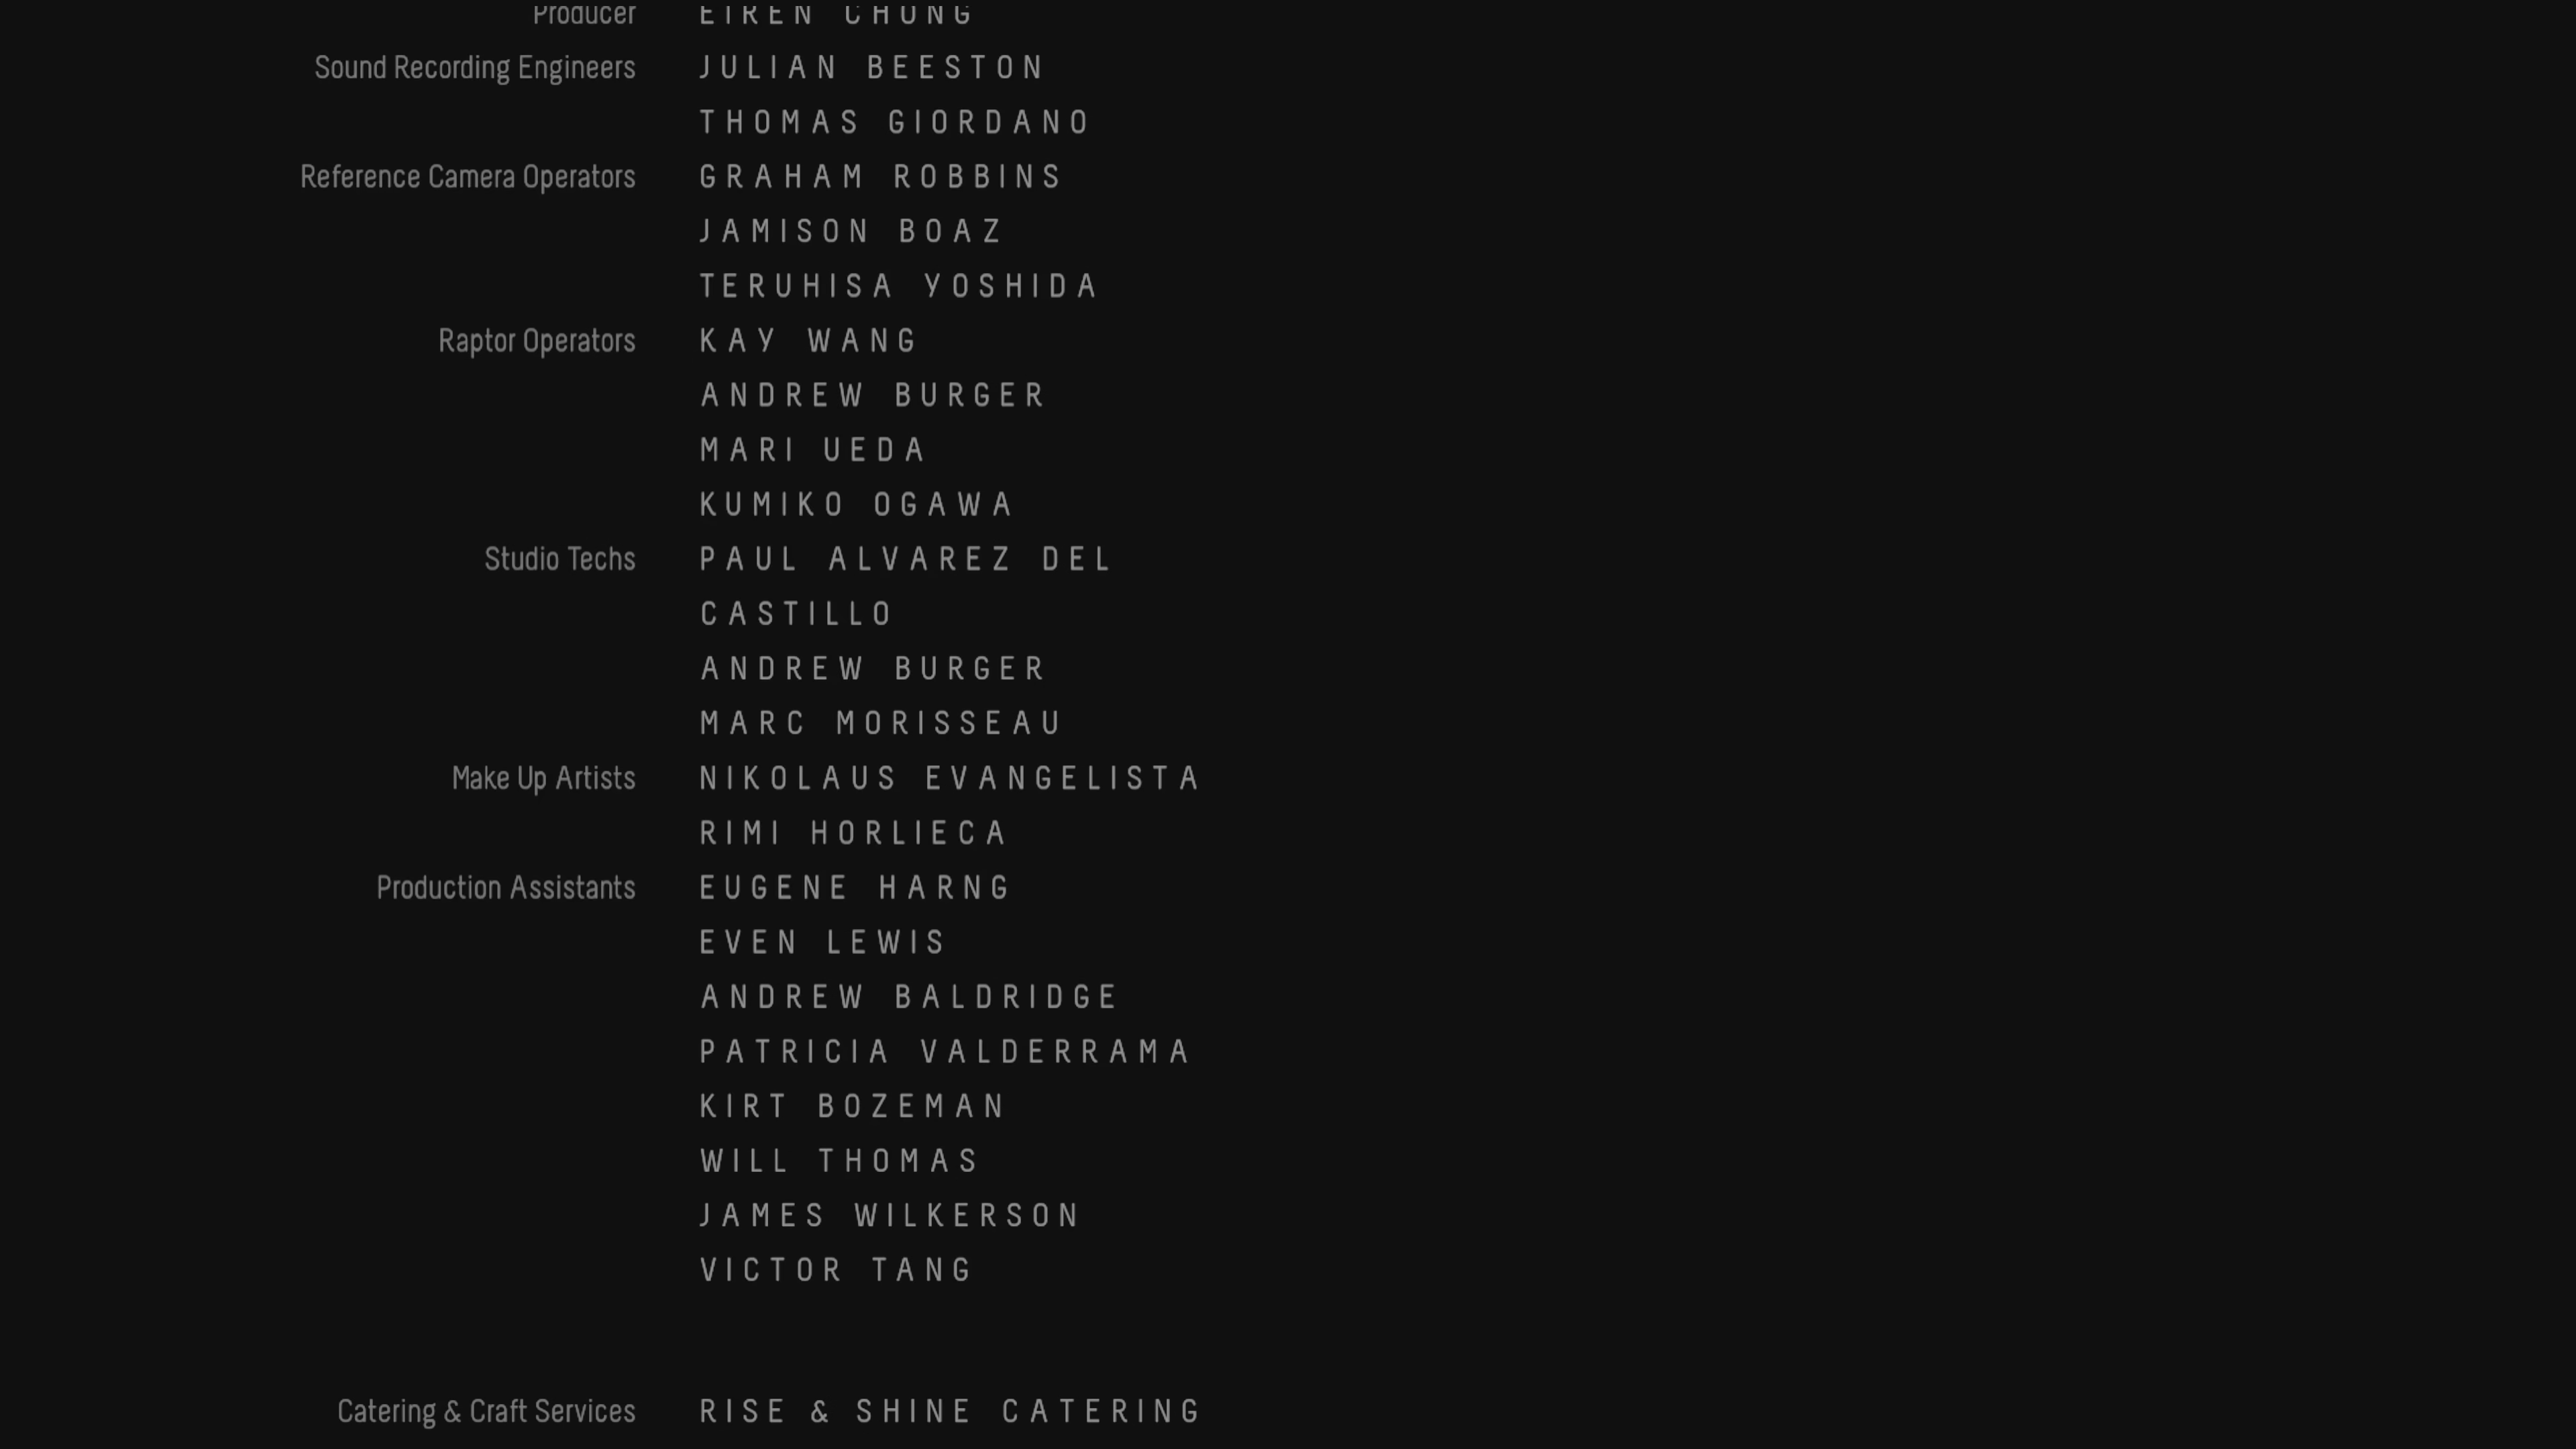 Producer EIREN CHUNG
Sound Recording Engineers JULIAN BEESTON
THOMAS GIORDANO
Reference Camera Operators GRAHAM ROBBINS
JAMISON BOAZ
TERUHISA YOSHIDA
Raptor Operators KAY WANG
ANDREW BURGER
MARI UEDA
KUMIKO OGAWA
Studio Techs PAUL ALVAREZ DEL
CASTILLO
ANDREW BURGER
MARC MORISSEAU
Make Up Artists NIKOLAUS EVANGELISTA
RIMI HORLIECA
Production Assistants EUGENE HARNG
EVEN LEWIS
ANDREW BALDRIDGE
PATRICIA VALDERRAMA
KIRT BOZEMAN
WILL THOMAS
JAMES WILKERSON
VICTOR TANG
Catering & Craft Services RISE & SHINE CATERING